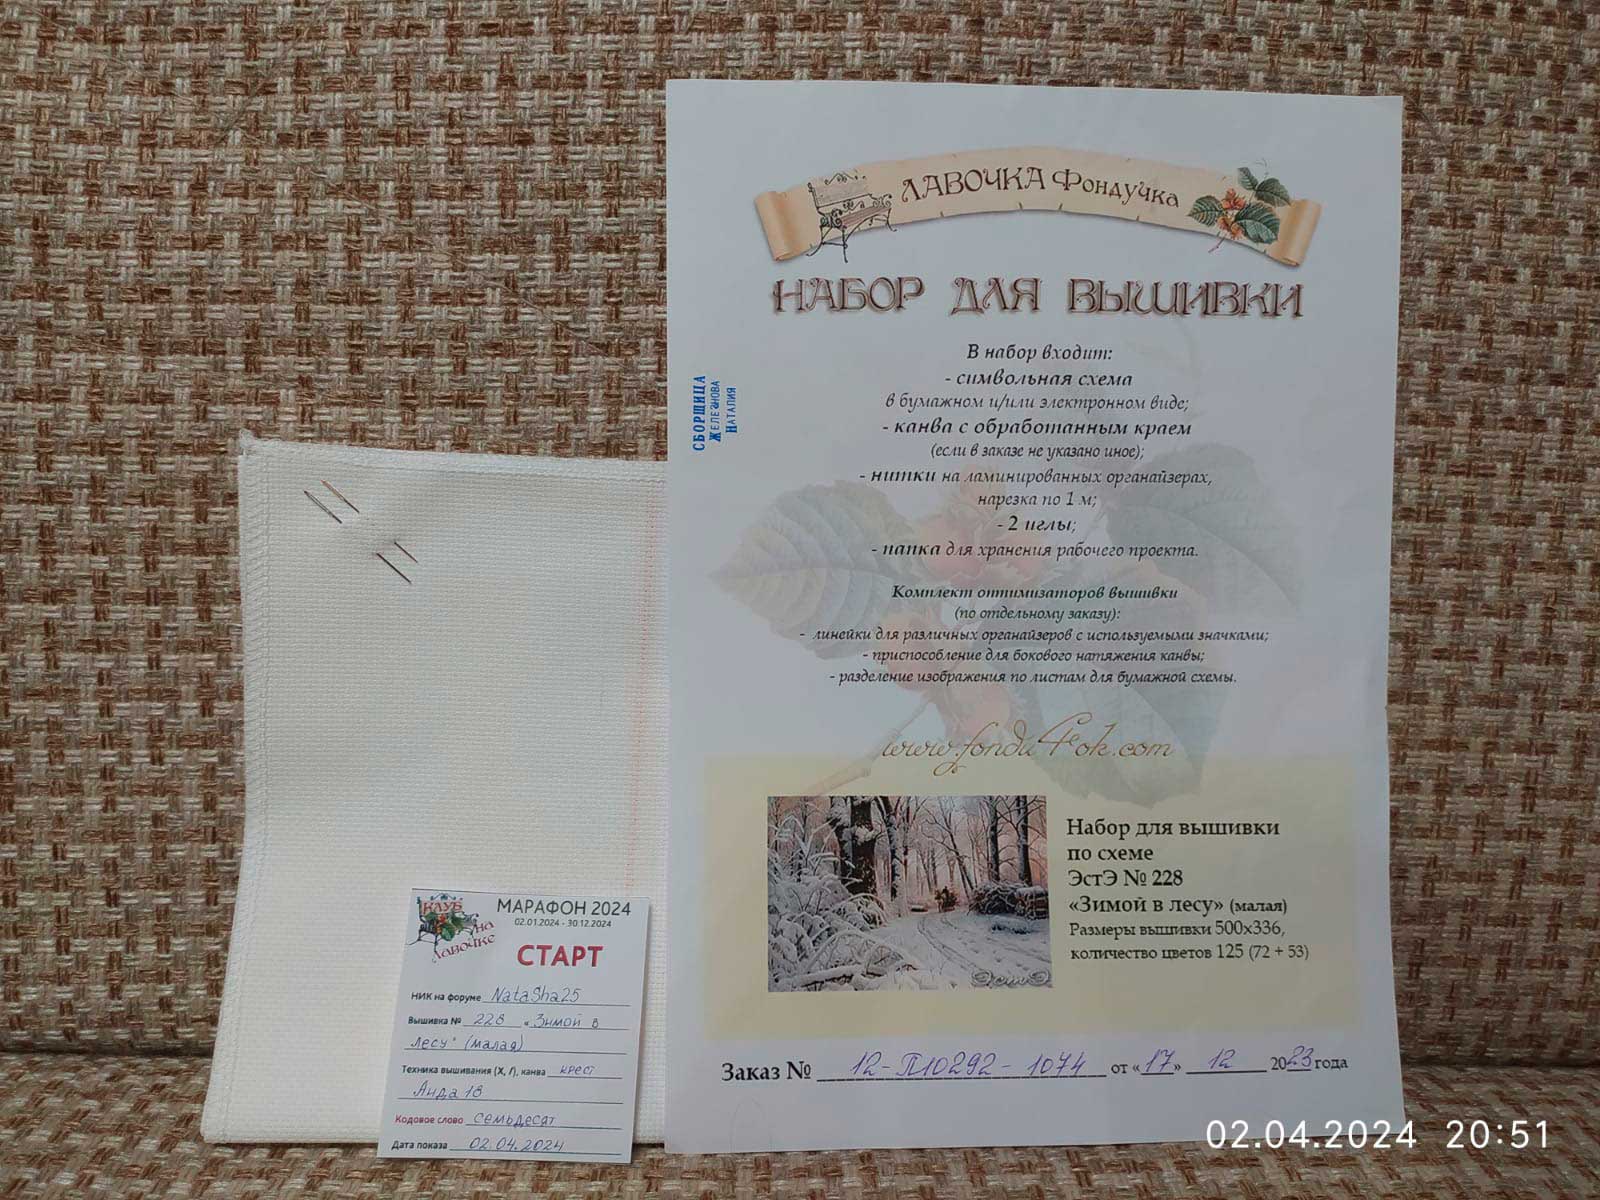 ЛАВОЧКА Фондучка
НАБОР ДЛЯ ВЫШИВКИ
В набор входит:
- символьная схема
в бумажном и/или электронном виде;
- канва с обработанным краем
(если в заказе не указано иное);
- нитки на ламинированных органайзерах,
нарезка по 1 м;
- 2 иглы;
- папка для хранения рабочего проекта.
Комплект оптимизаторов вышивки
(по отдельному заказу):
- линейки для различных органайзеров с используемыми значками;
- приспособление для бокового натяжения канвы;
- разделение изображения по листам для бумажной схемы.
www.fondu4ok.com
Набор для вышивки
по схеме
ЭстЭ № 228
«Зимой в лесу» (малая)
Размеры вышивки 500х336,
количество цветов 125 (72 + 53)
ЭстЭ
Заказ № 12-П10292-1074 от «17» 12 2023 года
СБОРЩИЦА
ЖЕЛЕЗНОВА
НАТАЛИЯ
КЛУБ
на
Лавочке
МАРАФОН 2024
02.01.2024 - 30.12.2024
СТАРТ
НИК на форуме NataSha25
Вышивка № 228 «Зимой в
лесу" (малая)
Техника вышивания (X, /), канва крест
Аида 18
Кодовое слово семьдесят
Дата показа 02.04.2024
02.04.2024 20:51